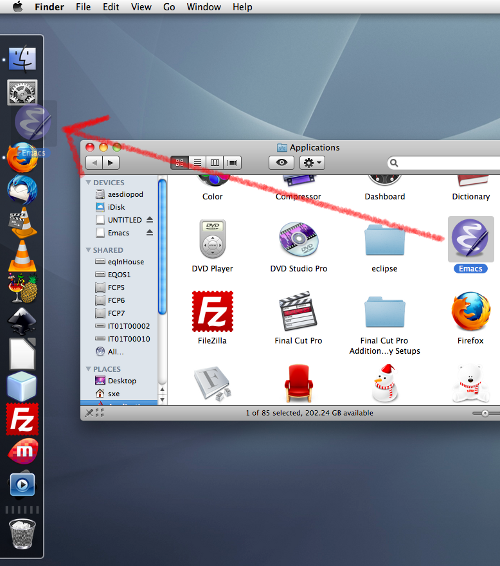 Finder File Edit View Go Window Help
Applications
DEVICES
aesdiopod
iDisk
UNTITLED
Emacs
SHARED
eqInHouse
EQOS1
FCP5
FCP6
FCP7
IT01T00002
IT01T00010
All...
PLACES
Desktop
sxe
Color
Compressor
Dashboard
Dictionary
DVD Player
DVD Studio Pro
eclipse
Emacs
FileZilla
Final Cut Pro
Final Cut Pro
Addition...y Setups
Firefox
1 of 85 selected, 202.24 GB available
Emacs